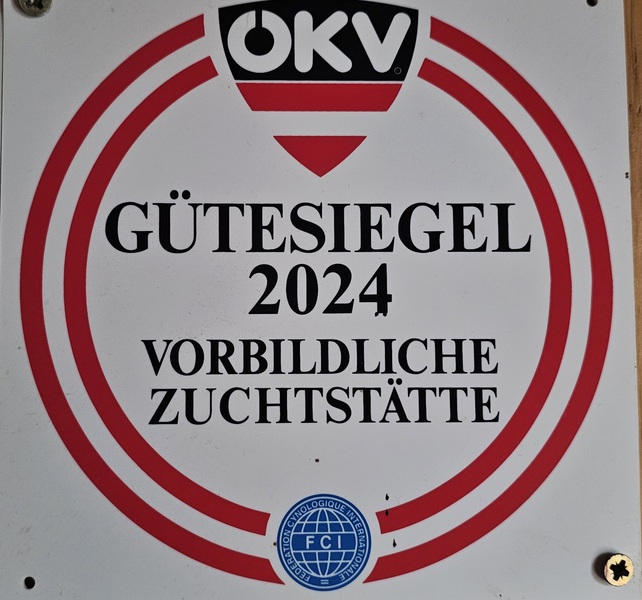 ÖKV
GÜTESIEGEL
2024
VORBILDLICHE
ZUCHTSTÄTTE
FEDERATION CYNOLOGIQUE INTERNATIONALE
FCI